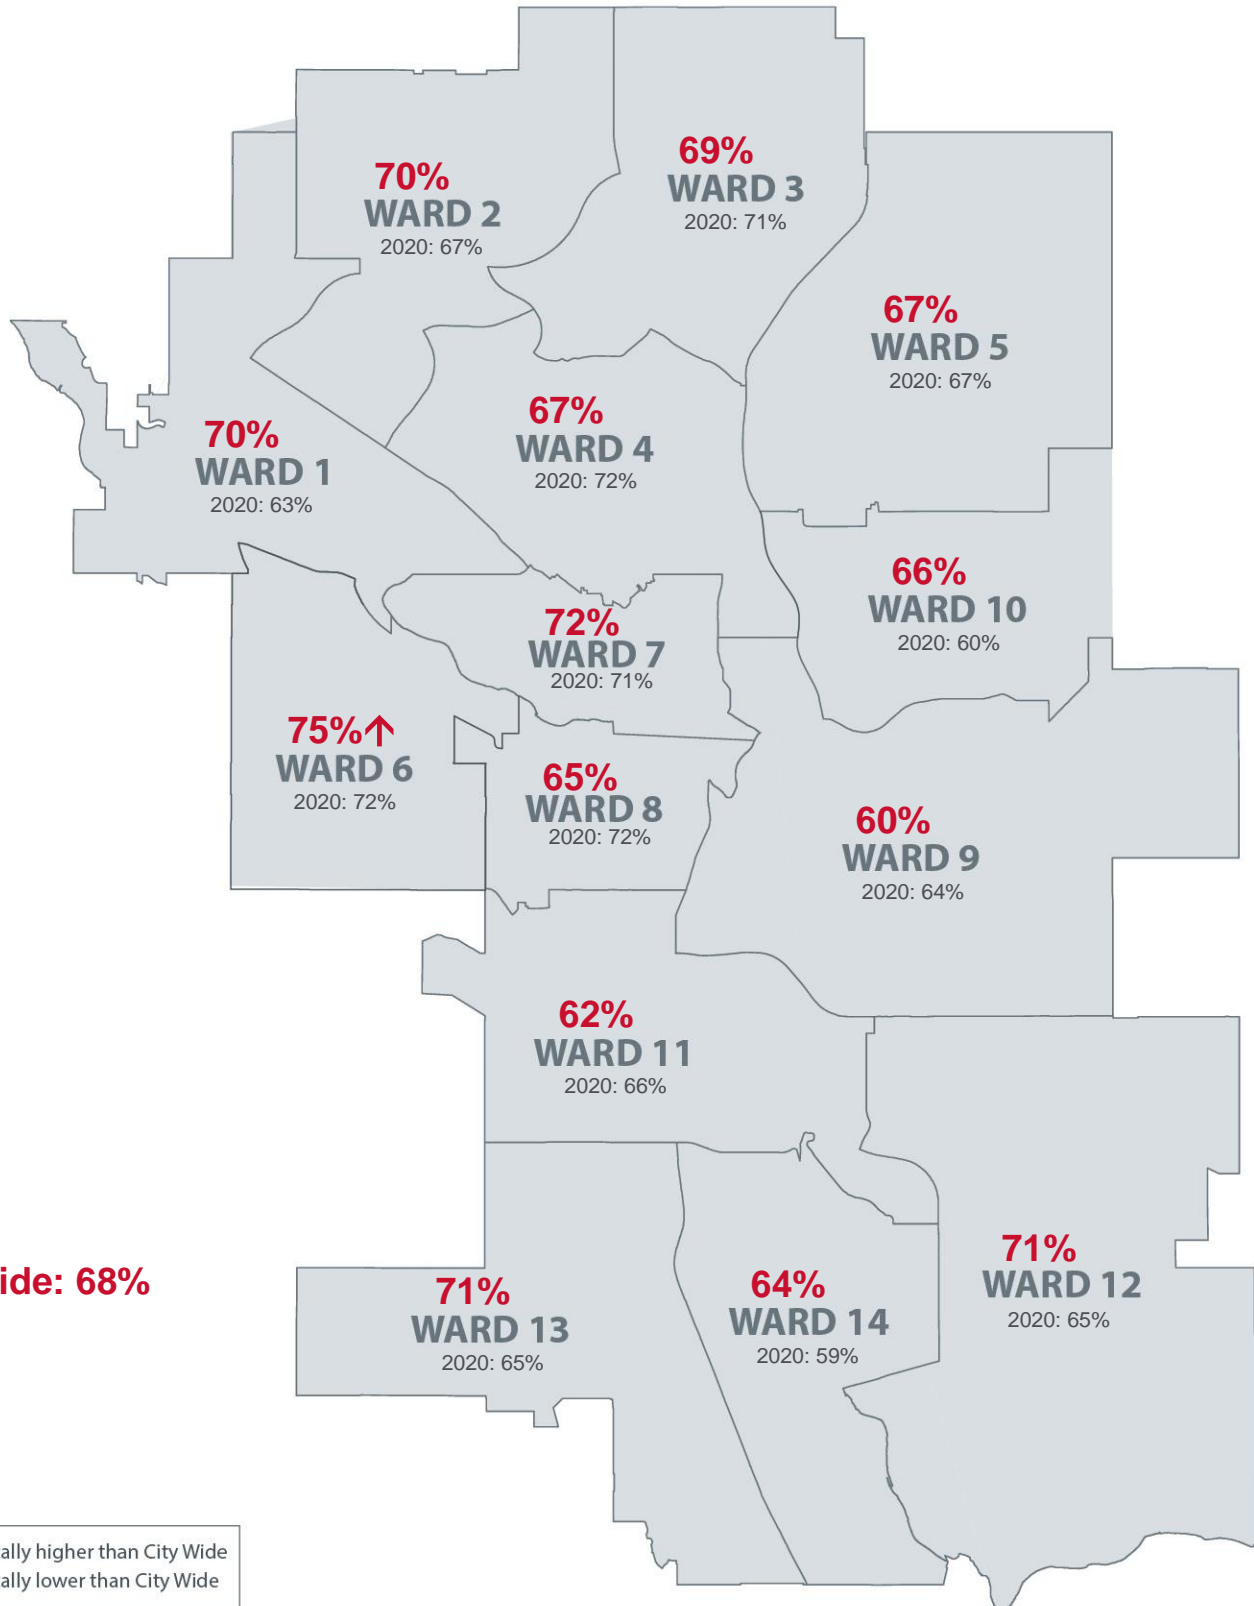 69%
WARD 3
2020: 71%
70%
WARD 2
2020: 67%
67%
WARD 5
2020: 67%
67%
WARD 4
2020: 72%
70%
WARD 1
2020: 63%
66%
WARD 10
2020: 60%
72%
WARD 7
2020: 71%
75%↑
WARD 6
2020: 72%
65%
WARD 8
2020: 72%
60%
WARD 9
2020: 64%
62%
WARD 11
2020: 66%
71%
WARD 12
2020: 65%
ide: 68%
71%
WARD 13
2020: 65%
64%
WARD 14
2020: 59%
ally higher than City Wide
ally lower than City Wide